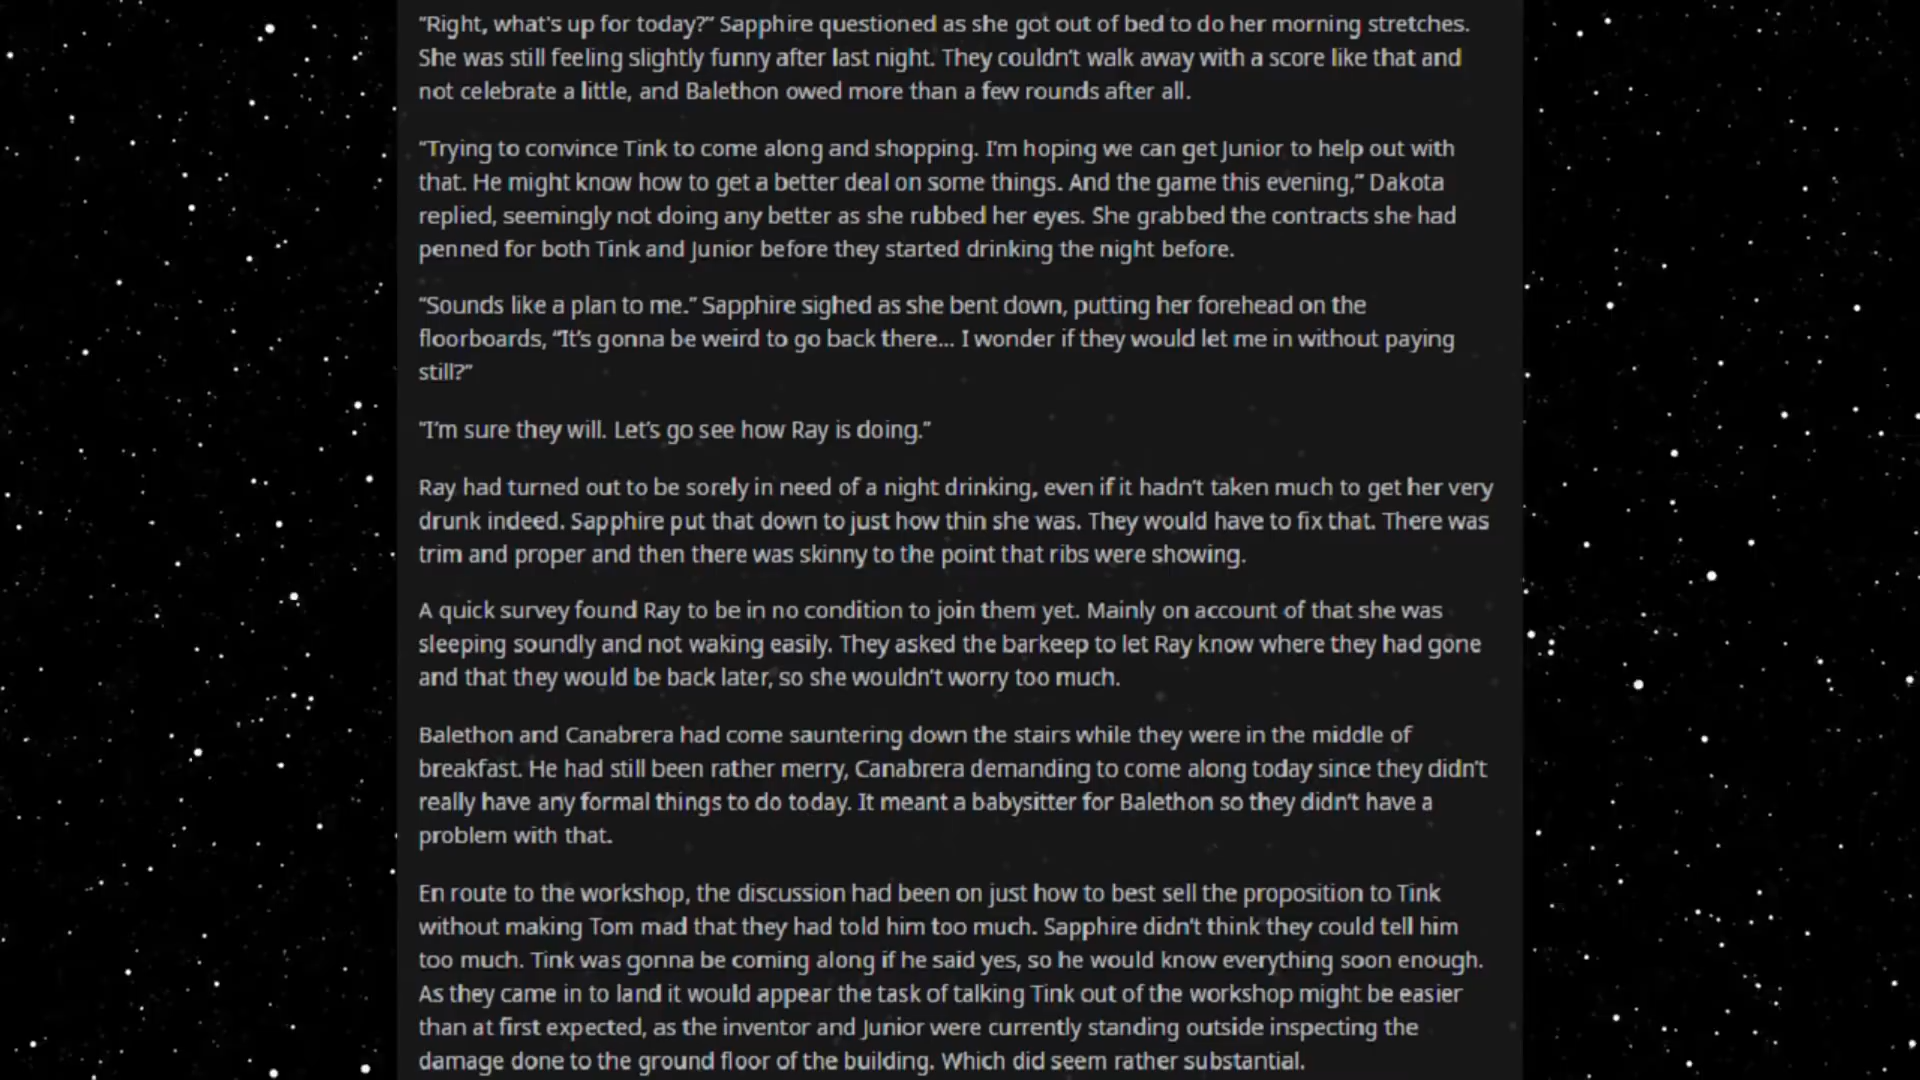 “Right, what's up for today?” Sapphire questioned as she got out of bed to do her morning stretches.
She was still feeling slightly funny after last night. They couldn’t walk away with a score like that and
not celebrate a little, and Balethon owed more than a few rounds after all.
“Trying to convince Tink to come along and shopping. I’m hoping we can get Junior to help out with
that. He might know how to get a better deal on some things. And the game this evening,” Dakota
replied, seemingly not doing any better as she rubbed her eyes. She grabbed the contracts she had
penned for both Tink and Junior before they started drinking the night before.
“Sounds like a plan to me.” Sapphire sighed as she bent down, putting her forehead on the
floorboards, “It’s gonna be weird to go back there... I wonder if they would let me in without paying
still?”
“I’m sure they will. Let’s go see how Ray is doing.”
Ray had turned out to be sorely in need of a night drinking, even if it hadn’t taken much to get her very
drunk indeed. Sapphire put that down to just how thin she was. They would have to fix that. There was
trim and proper and then there was skinny to the point that ribs were showing.
A quick survey found Ray to be in no condition to join them yet. Mainly on account of that she was
sleeping soundly and not waking easily. They asked the barkeep to let Ray know where they had gone
and that they would be back later, so she wouldn’t worry too much.
Balethon and Canabrera had come sauntering down the stairs while they were in the middle of
breakfast. He had still been rather merry, Canabrera demanding to come along today since they didn’t
really have any formal things to do today. It meant a babysitter for Balethon so they didn’t have a
problem with that.
En route to the workshop, the discussion had been on just how to best sell the proposition to Tink
without making Tom mad that they had told him too much. Sapphire didn’t think they could tell him
too much. Tink was gonna be coming along if he said yes, so he would know everything soon enough.
As they came in to land it would appear the task of talking Tink out of the workshop might be easier
than at first expected, as the inventor and Junior were currently standing outside inspecting the
damage done to the ground floor of the building. Which did seem rather substantial.